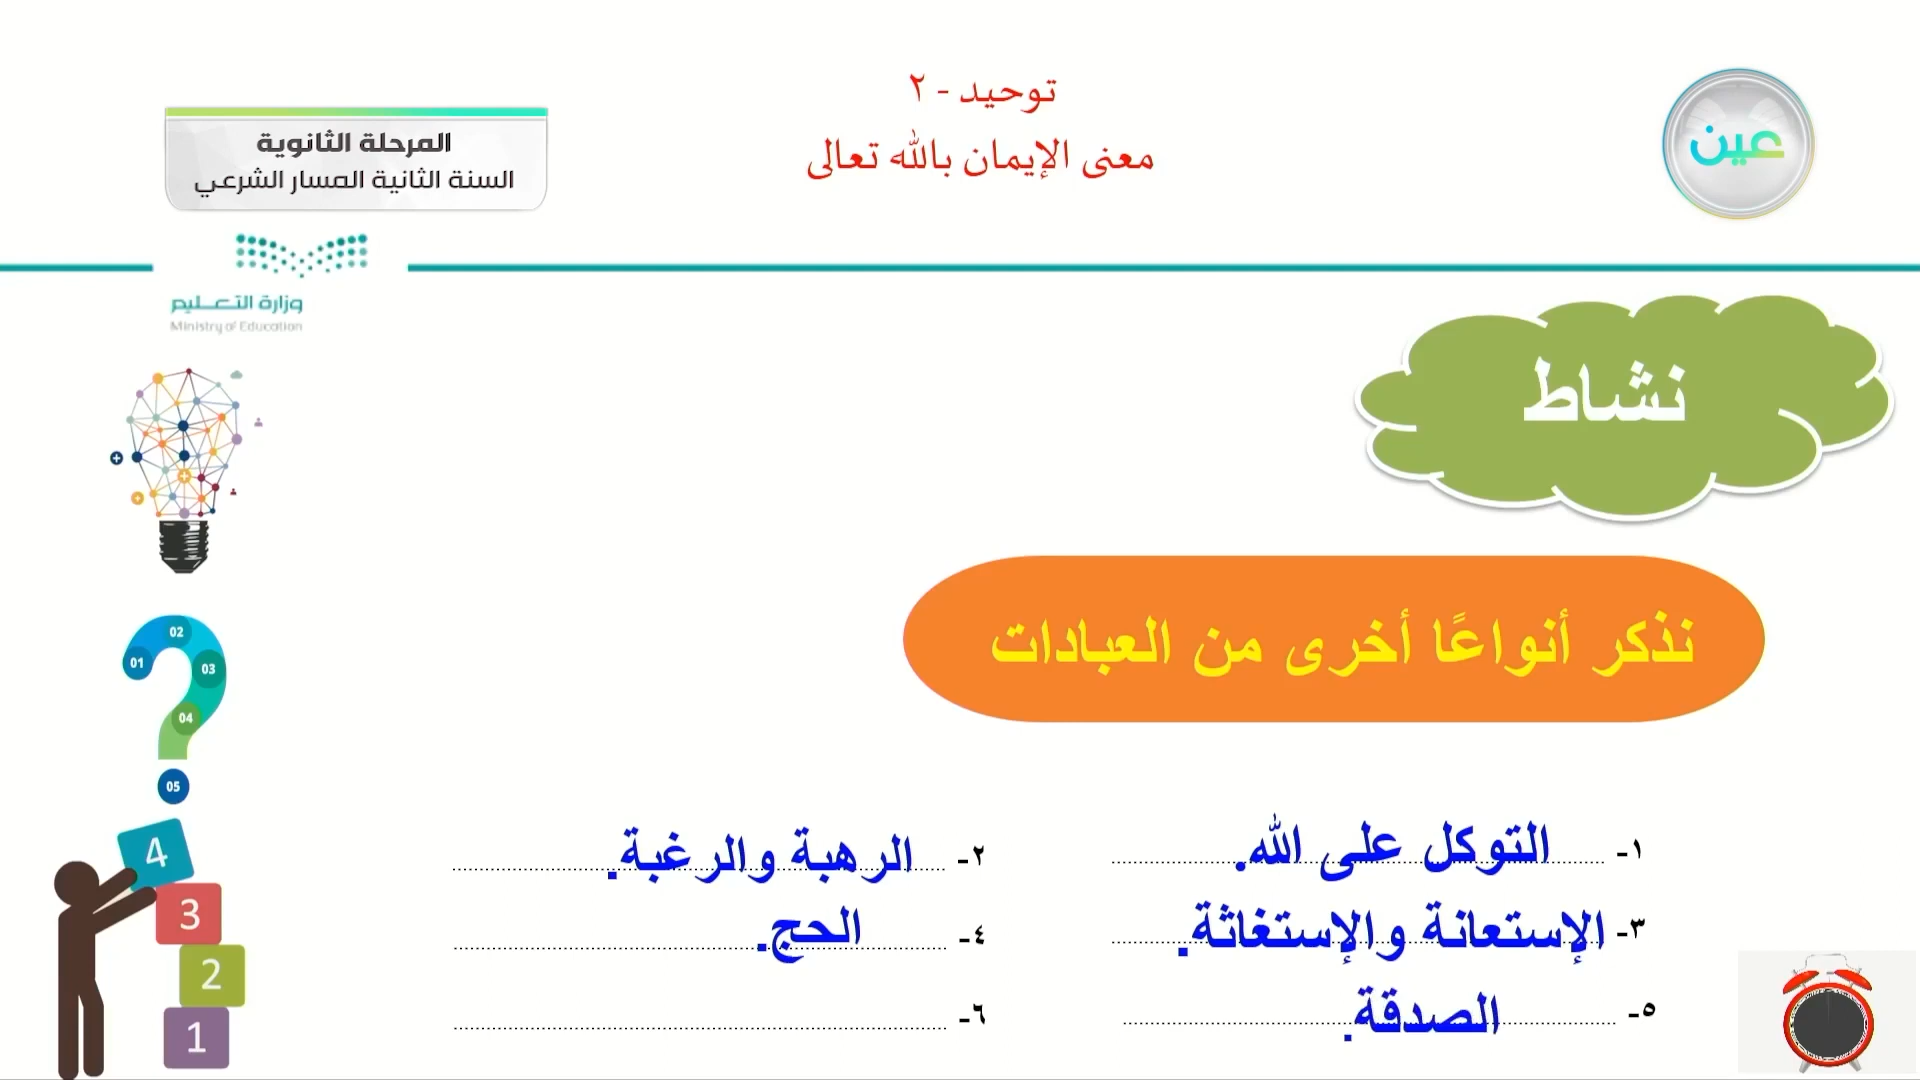 توحيد - ٢
معنى الإيمان بالله تعالى
عين
المرحلة الثانوية
السنة الثانية المسار الشرعي
وزارة التعليم
Ministry of Education
نشاط
نذكر أنواعًا أخرى من العبادات
١- التوكل على الله.
٢- الرهبة والرغبة.
٣- الإستعانة والإستغاثة.
٤- الحج.
٥- الصدقة.
٦-
01
02
03
04
05
4
3
2
1